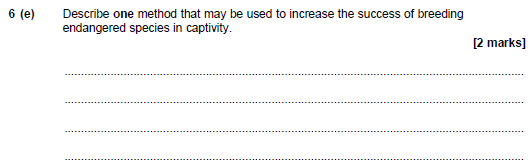 6 (e) Describe one method that may be used to increase the success of breeding
endangered species in captivity.
[2 marks]